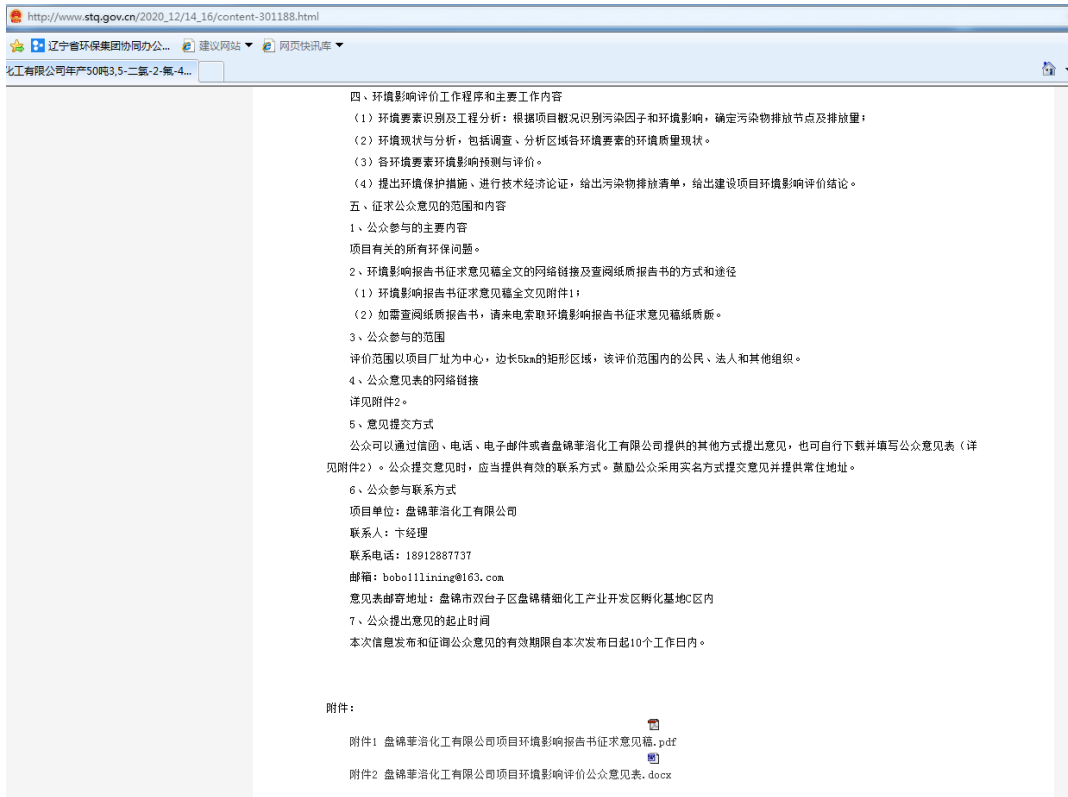 http://www.stq.gov.cn/2020_12/14_16/content-301188.html
辽宁省环保集团协同办公... 建议网站 ▼ 网页快讯库 ▼
化工有限公司年产50吨3,5-二氯-2-氟-4...
四、环境影响评价工作程序和主要工作内容
（1）环境要素识别及工程分析：根据项目概况识别污染因子和环境影响，确定污染物排放节点及排放量；
（2）环境现状与分析，包括调查、分析区域各环境要素的环境质量现状。
（3）各环境要素环境影响预测与评价。
（4）提出环境保护措施、进行技术经济论证，给出污染物排放清单，给出建设项目环境影响评价结论。
五、征求公众意见的范围和内容
1、公众参与的主要内容
项目有关的所有环保问题。
2、环境影响报告书征求意见稿全文的网络链接及查阅纸质报告书的方式和途径
（1）环境影响报告书征求意见稿全文见附件1；
（2）如需查阅纸质报告书，请来电索取环境影响报告书征求意见稿纸质版。
3、公众参与的范围
评价范围以项目厂址为中心，边长5km的矩形区域，该评价范围内的公民、法人和其他组织。
4、公众意见表的网络链接
详见附件2。
5、意见提交方式
公众可以通过信函、电话、电子邮件或者盘锦菲洛化工有限公司提供的其他方式提出意见，也可自行下载并填写公众意见表（详
见附件2）。公众提交意见时，应当提供有效的联系方式。鼓励公众采用实名方式提交意见并提供常住地址。
6、公众参与联系方式
项目单位：盘锦菲洛化工有限公司
联系人：卞经理
联系电话：18912887737
邮箱：bobo111ining@163.com
意见表邮寄地址：盘锦市双台子区盘锦精细化工产业开发区孵化基地C区内
7、公众提出意见的起止时间
本次信息发布和征询公众意见的有效期限自本次发布日起10个工作日内。
附件：
附件1 盘锦菲洛化工有限公司项目环境影响报告书征求意见稿.pdf
附件2 盘锦菲洛化工有限公司项目环境影响评价公众意见表.docx